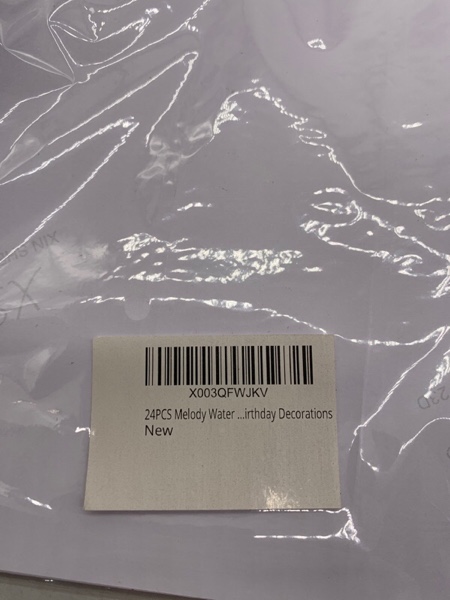 X003QFWJKV
24PCS Melody Water ...irthday Decorations
New